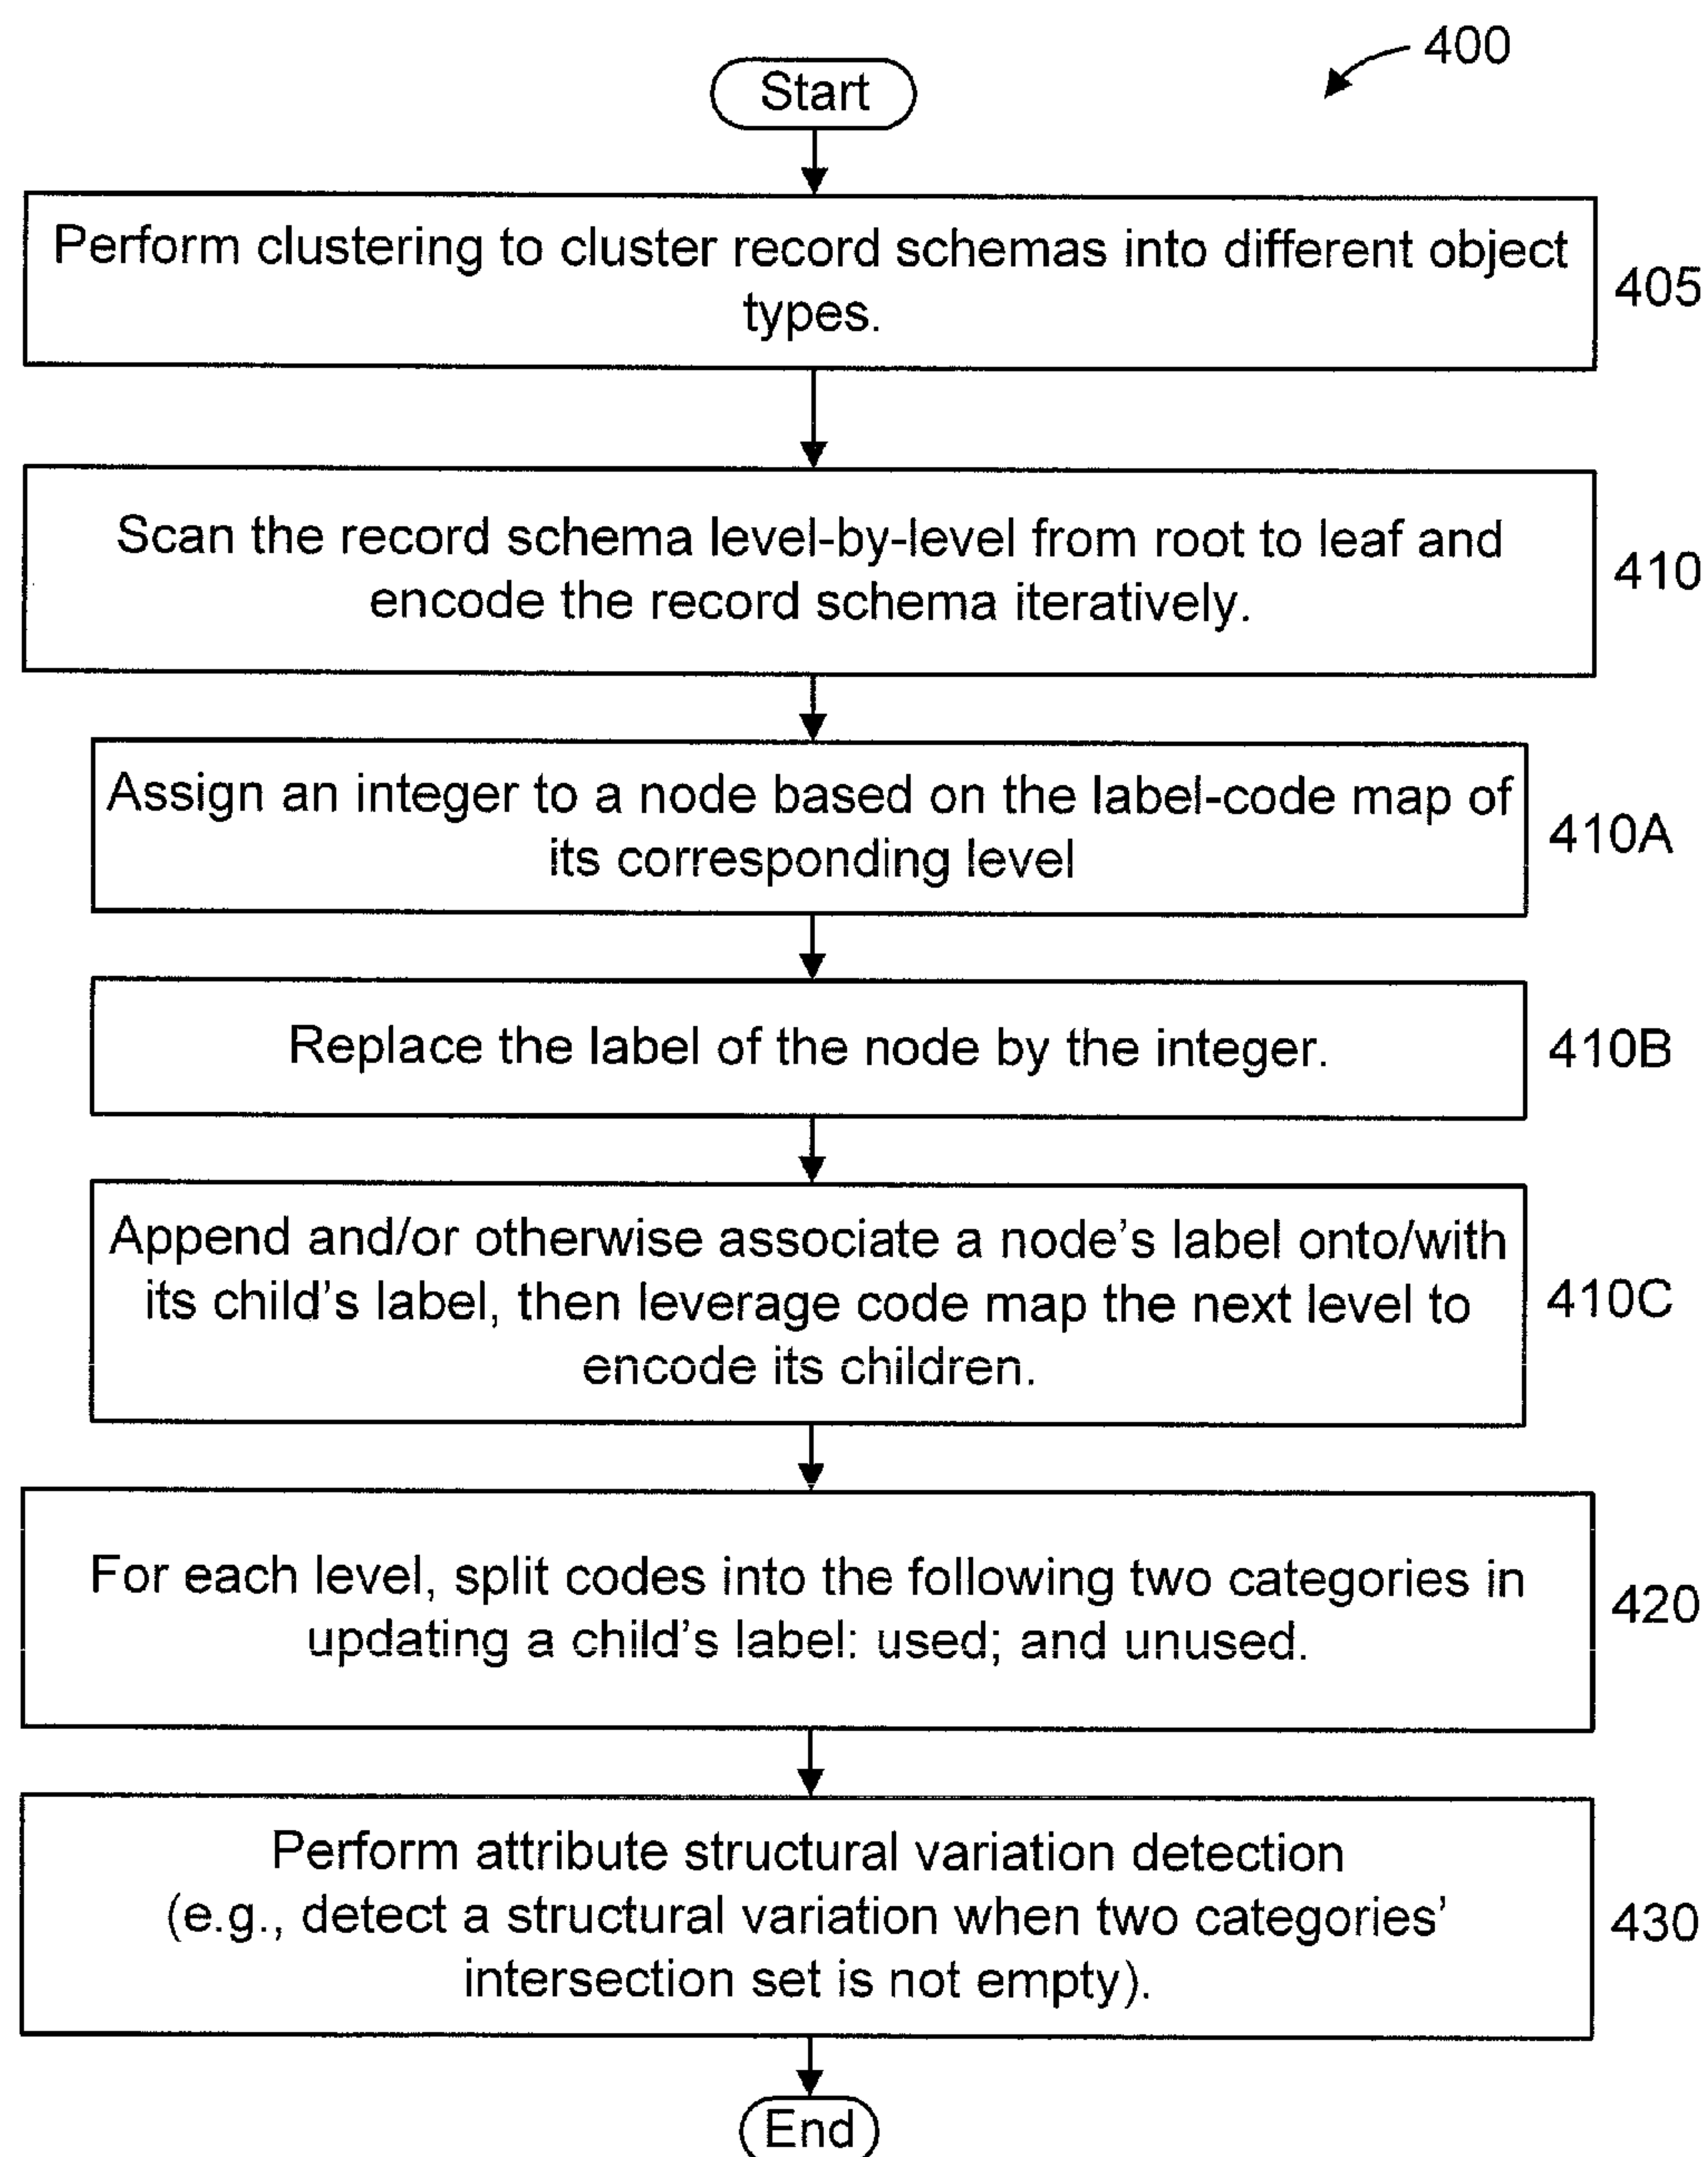 400
Start
Perform clustering to cluster record schemas into different object
types.
405
Scan the record schema level-by-level from root to leaf and
encode the record schema iteratively.
410
Assign an integer to a node based on the label-code map of
its corresponding level
410A
Replace the label of the node by the integer.
410B
Append and/or otherwise associate a node's label onto/with
its child's label, then leverage code map the next level to
encode its children.
410C
For each level, split codes into the following two categories in
updating a child's label: used; and unused.
420
Perform attribute structural variation detection
(e.g., detect a structural variation when two categories'
intersection set is not empty).
430
End